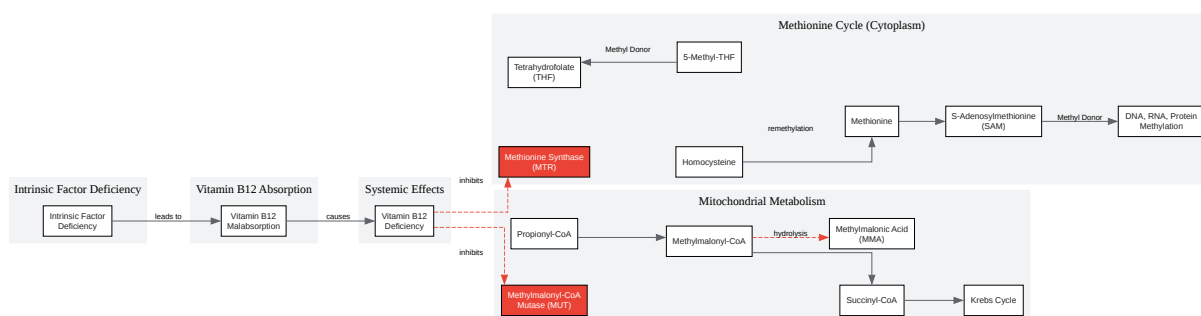 Methionine Cycle (Cytoplasm)
Tetrahydrofolate
(THF)
Methyl Donor
5-Methyl-THF
Methionine
S-Adenosylmethionine
(SAM)
Methyl Donor
DNA, RNA, Protein
Methylation
remethylation
Homocysteine
Methionine Synthase
(MTR)
inhibits
Intrinsic Factor Deficiency
Intrinsic Factor
Deficiency
leads to
Vitamin B12 Absorption
Vitamin B12
Malabsorption
causes
Systemic Effects
Vitamin B12
Deficiency
inhibits
Mitochondrial Metabolism
Propionyl-CoA
Methylmalonyl-CoA
hydrolysis
Methylmalonic Acid
(MMA)
Methylmalonyl-CoA
Mutase (MUT)
Succinyl-CoA
Krebs Cycle